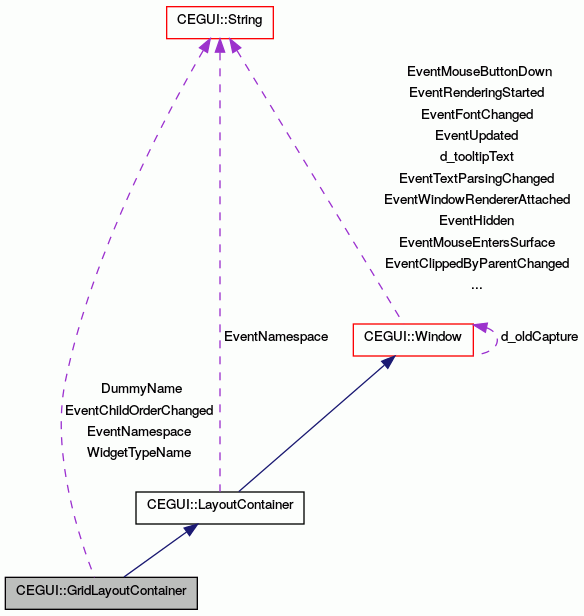 CEGUI::String
EventMouseButtonDown
EventRenderingStarted
EventFontChanged
EventUpdated
d_tooltipText
EventTextParsingChanged
EventWindowRendererAttached
EventHidden
EventMouseEntersSurface
EventClippedByParentChanged
...
EventNamespace
CEGUI::Window
d_oldCapture
DummyName
EventChildOrderChanged
EventNamespace
WidgetTypeName
CEGUI::LayoutContainer
CEGUI::GridLayoutContainer